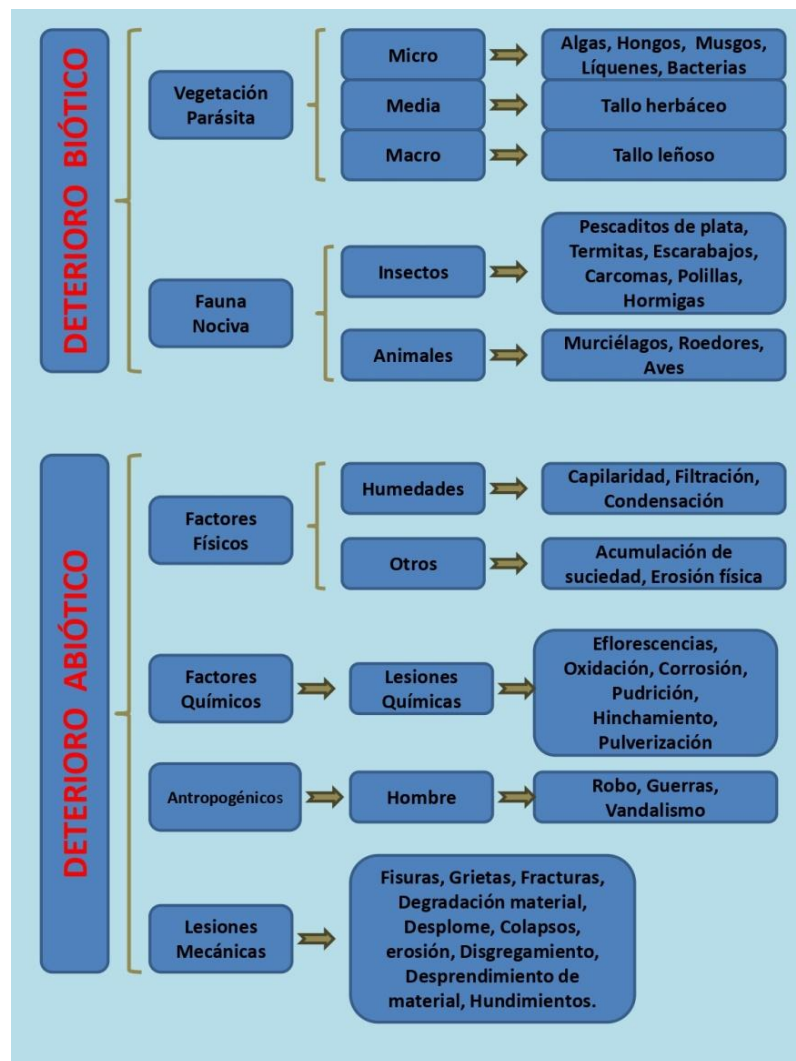 DETERIORO BIÓTICO
Vegetación
Parásita
Micro
Algas, Hongos, Musgos,
Líquenes, Bacterias
Media
Tallo herbáceo
Macro
Tallo leñoso
Fauna
Nociva
Insectos
Pescaditos de plata,
Termitas, Escarabajos,
Carcomas, Polillas,
Hormigas
Animales
Murciélagos, Roedores,
Aves
DETERIORO ABIÓTICO
Factores
Físicos
Humedades
Capilaridad, Filtración,
Condensación
Otros
Acumulación de
suciedad, Erosión física
Factores
Químicos
Lesiones
Químicas
Eflorescencias,
Oxidación, Corrosión,
Pudrición,
Hinchamiento,
Pulverización
Antropogénicos
Hombre
Robo, Guerras,
Vandalismo
Lesiones
Mecánicas
Fisuras, Grietas, Fracturas,
Degradación material,
Desplome, Colapsos,
erosión, Disgregamiento,
Desprendimiento de
material, Hundimientos.